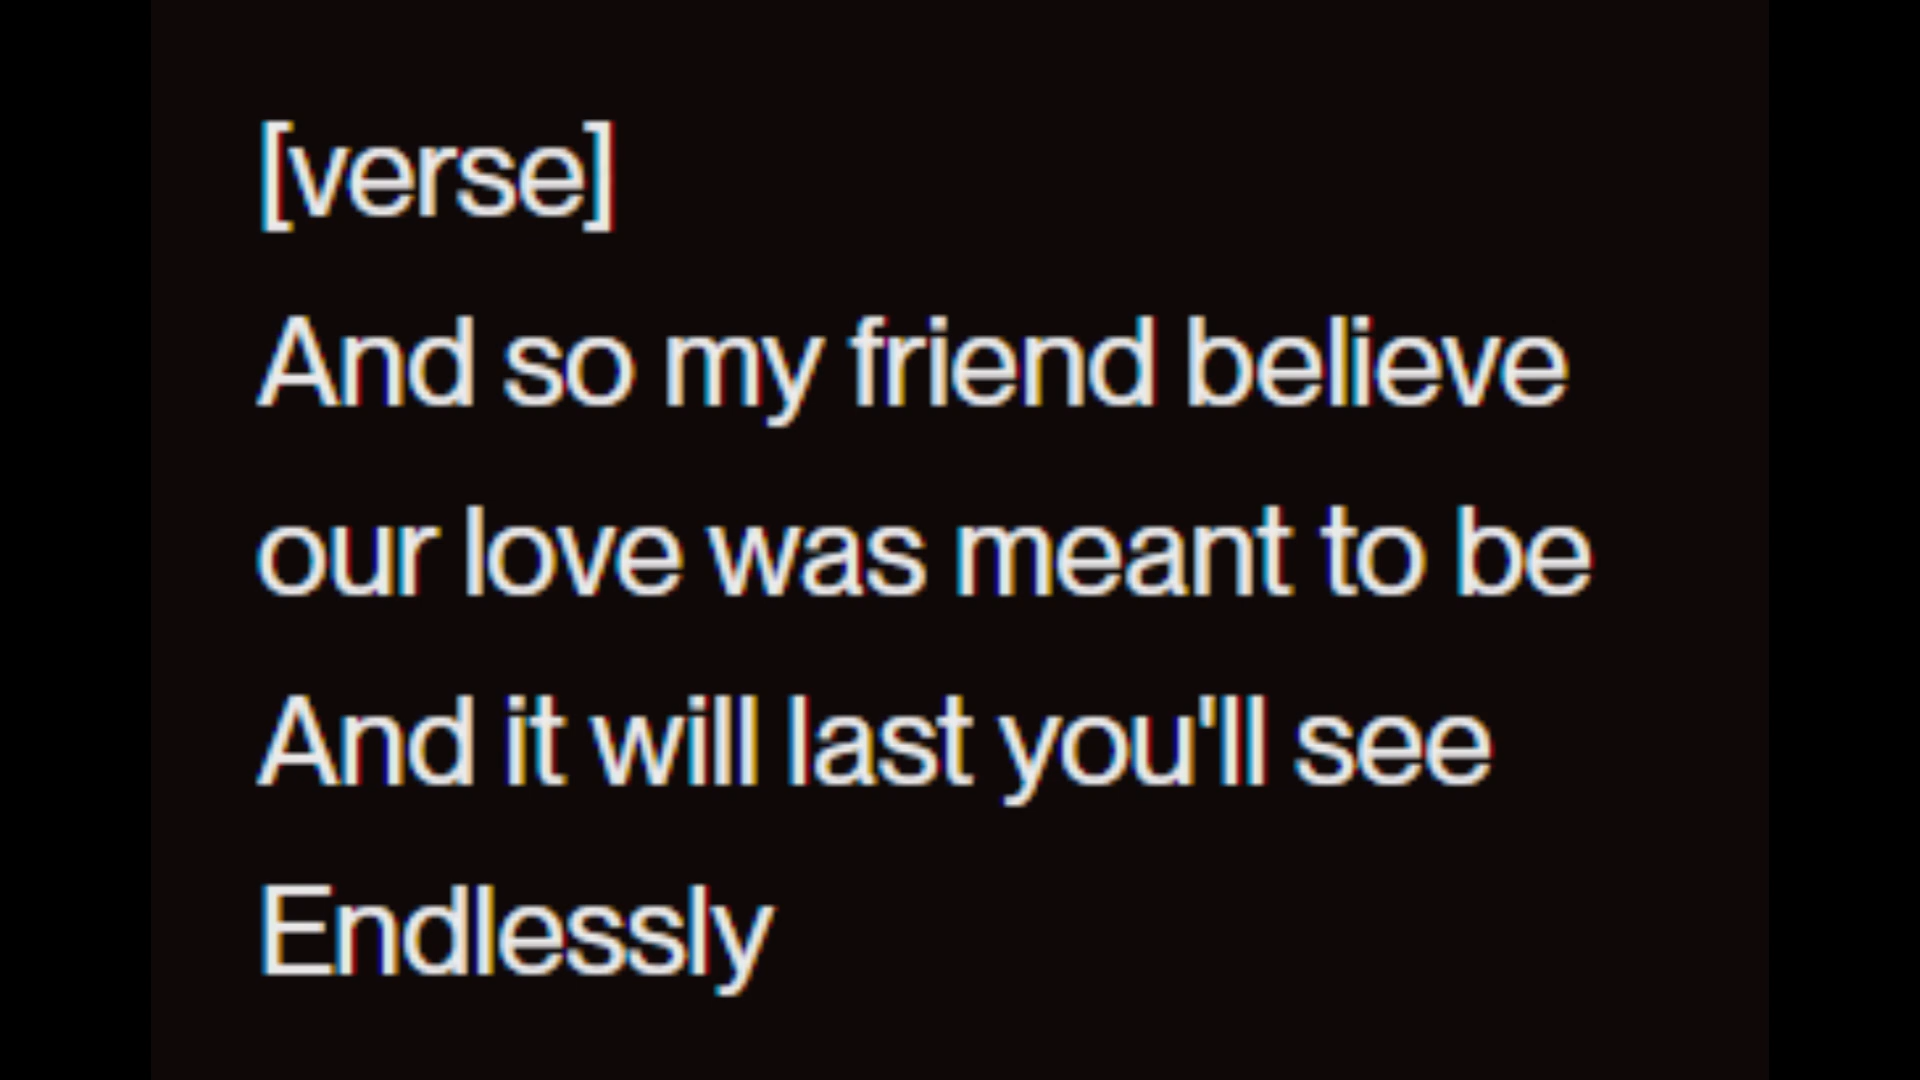 [verse]
And so my friend believe
our love was meant to be
And it will last you'll see
Endlessly